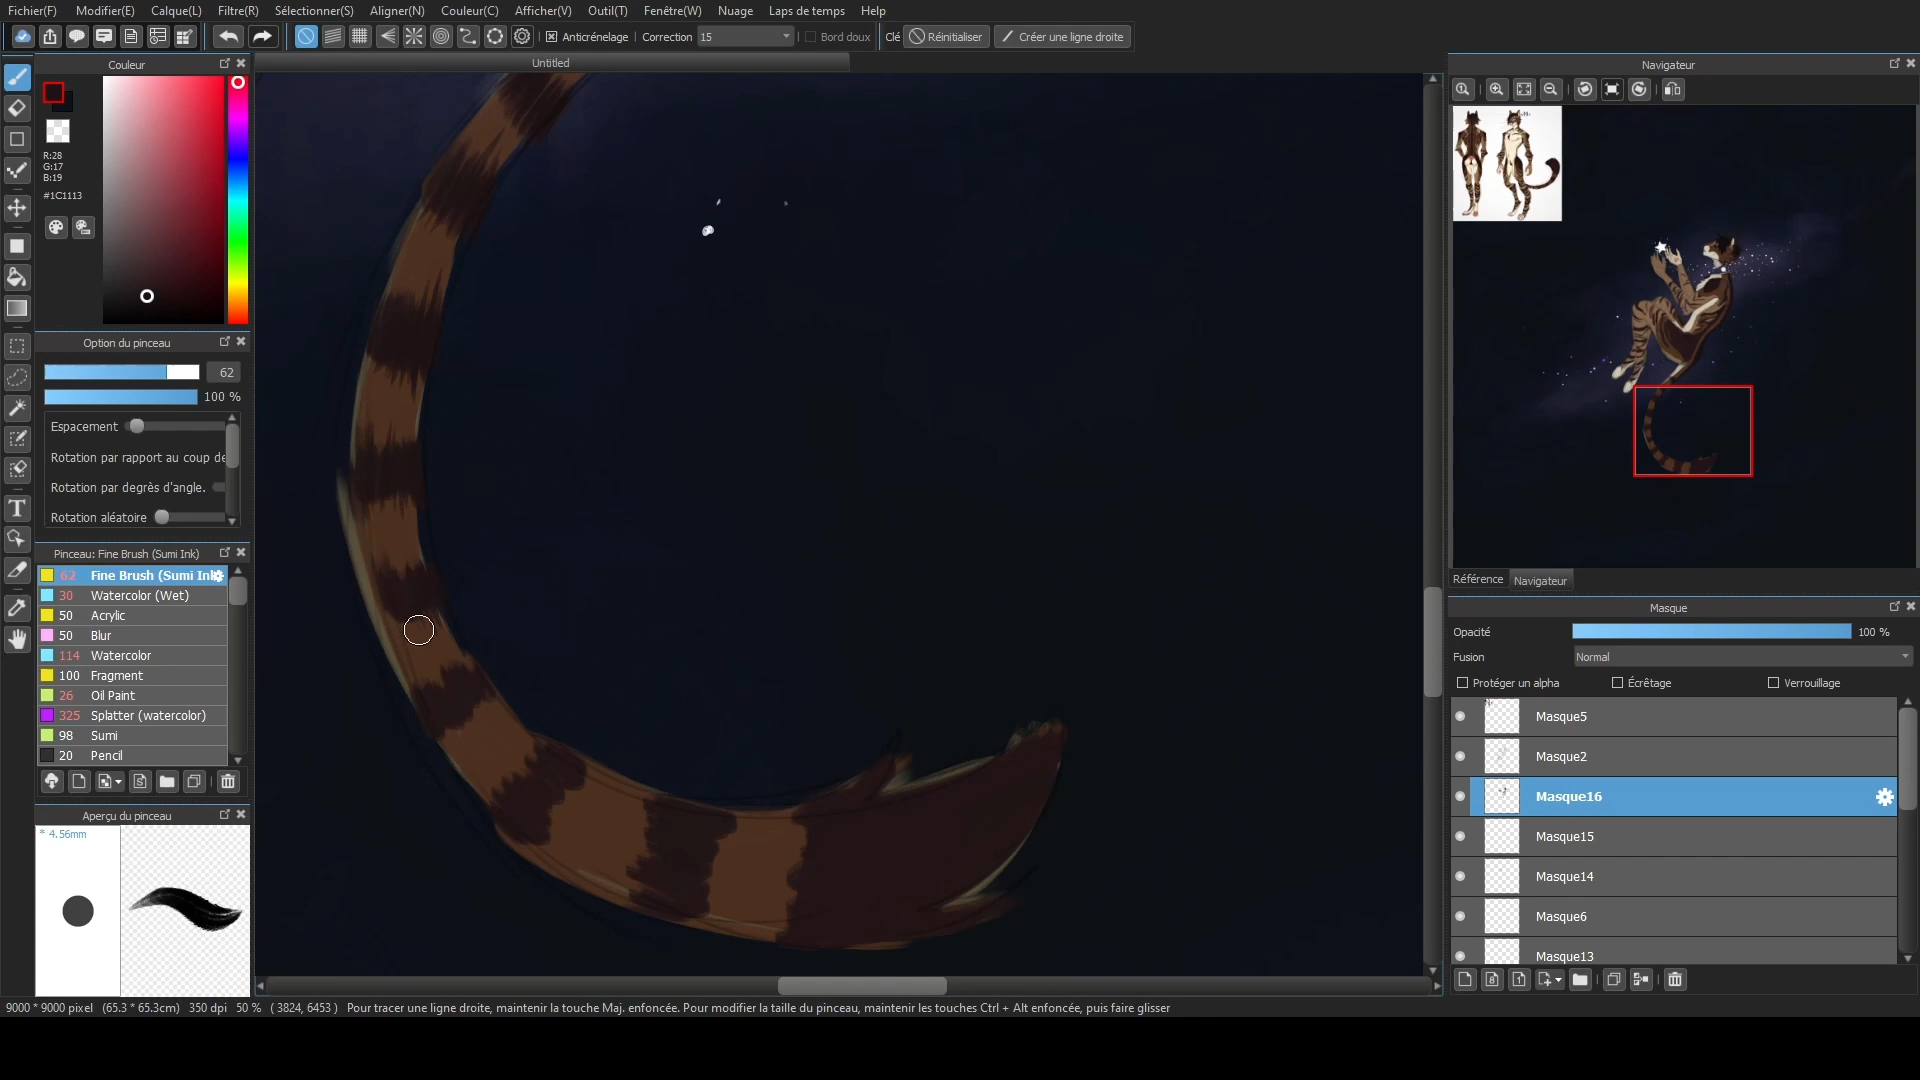 Fichier(F) Modifier(E) Calque(L) Filtre(R) Sélectionner(S) Aligner(N) Couleur(C) Afficher(V) Outil(T) Fenêtre(W) Nuage Laps de temps Help
Anticrénelage Correction 15 Bord doux Clé Réinitialiser Créer une ligne droite
Couleur
Untitled
Navigateur
R:28
G:17
B:19
#1C1113
Option du pinceau
62
100 %
Espacement
Rotation par rapport au coup de
Rotation par degrès d'angle.
Rotation aléatoire
Pinceau: Fine Brush (Sumi Ink)
62 Fine Brush (Sumi Ink
30 Watercolor (Wet)
50 Acrylic
50 Blur
114 Watercolor
100 Fragment
26 Oil Paint
325 Splatter (watercolor)
98 Sumi
20 Pencil
Aperçu du pinceau
* 4.56mm
Référence Navigateur
Masque
Opacité 100 %
Fusion Normal
Protéger un alpha Écrêtage Verrouillage
Masque5
Masque2
Masque16
Masque15
Masque14
Masque6
Masque13
9000 * 9000 pixel (65.3 * 65.3cm) 350 dpi 50 % ( 3824, 6453 ) Pour tracer une ligne droite, maintenir la touche Maj. enfoncée. Pour modifier la taille du pinceau, maintenir les touches Ctrl + Alt enfoncée, puis faire glisser